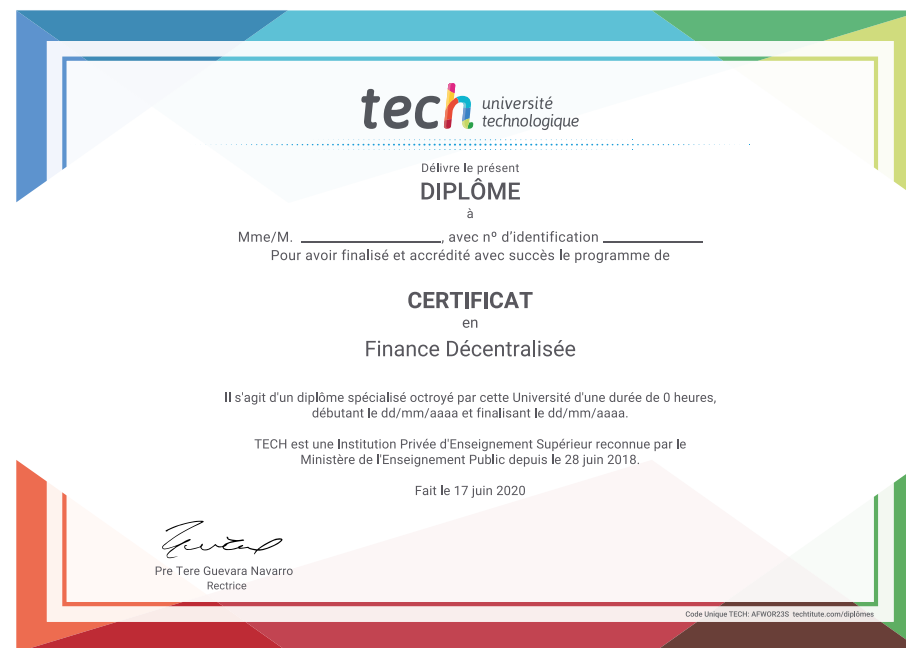 tech université
technologique
Délivre le présent
DIPLÔME
à
Mme/M. ____________________, avec nº d'identification ______________
Pour avoir finalisé et accrédité avec succès le programme de
CERTIFICAT
en
Finance Décentralisée
Il s'agit d'un diplôme spécialisé octroyé par cette Université d'une durée de 0 heures,
débutant le dd/mm/aaaa et finalisant le dd/mm/aaaa.
TECH est une Institution Privée d'Enseignement Supérieur reconnue par le
Ministère de l'Enseignement Public depuis le 28 juin 2018.
Fait le 17 juin 2020
Pre Tere Guevara Navarro
Rectrice
Code Unique TECH: AFWOR23S techtitute.com/diplômes